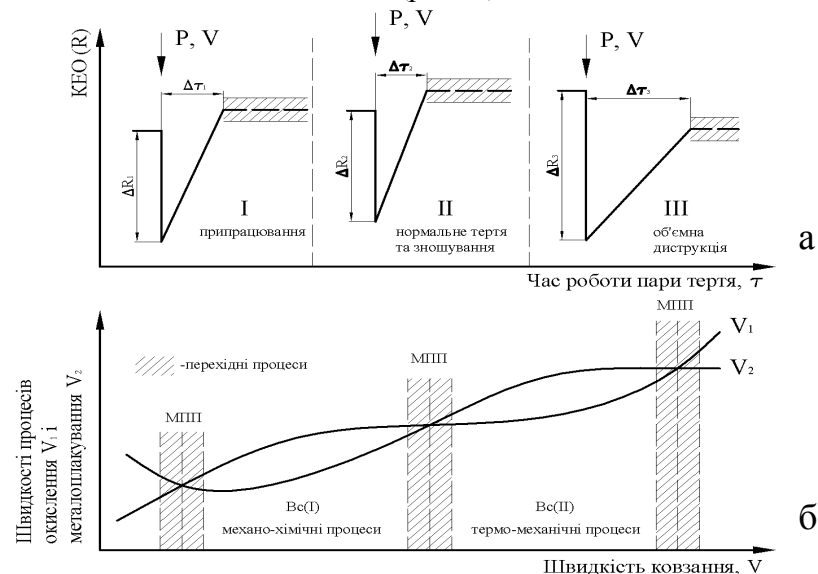 КЕО (R)
P, V
P, V
P, V
Δτ₁
Δτ₂
Δτ₃
ΔR₁
ΔR₂
ΔR₃
I
припрацювання
II
нормальне тертя
та зношування
III
об'ємна
диструкція
а
Час роботи пари тертя, τ
Швидкості процесів
окислення V₁ і
металоплакування V₂
-перехідні процеси
МПП
МПП
МПП
V₁
V₂
Вс(I)
механо-хімічні процеси
Вс(II)
термо-механічні процеси
б
Швидкість ковзання, V